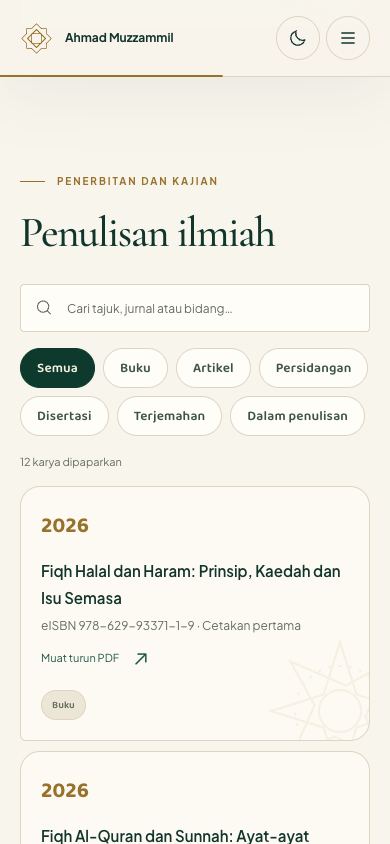 Ahmad Muzzammil
PENERBITAN DAN KAJIAN
Penulisan ilmiah
Cari tajuk, jurnal atau bidang...
Semua
Buku
Artikel
Persidangan
Disertasi
Terjemahan
Dalam penulisan
12 karya dipaparkan
2026
Fiqh Halal dan Haram: Prinsip, Kaedah dan
Isu Semasa
eISBN 978-629-93371-1-9 · Cetakan pertama
Muat turun PDF
Buku
2026
Fiqh Al-Quran dan Sunnah: Ayat-ayat